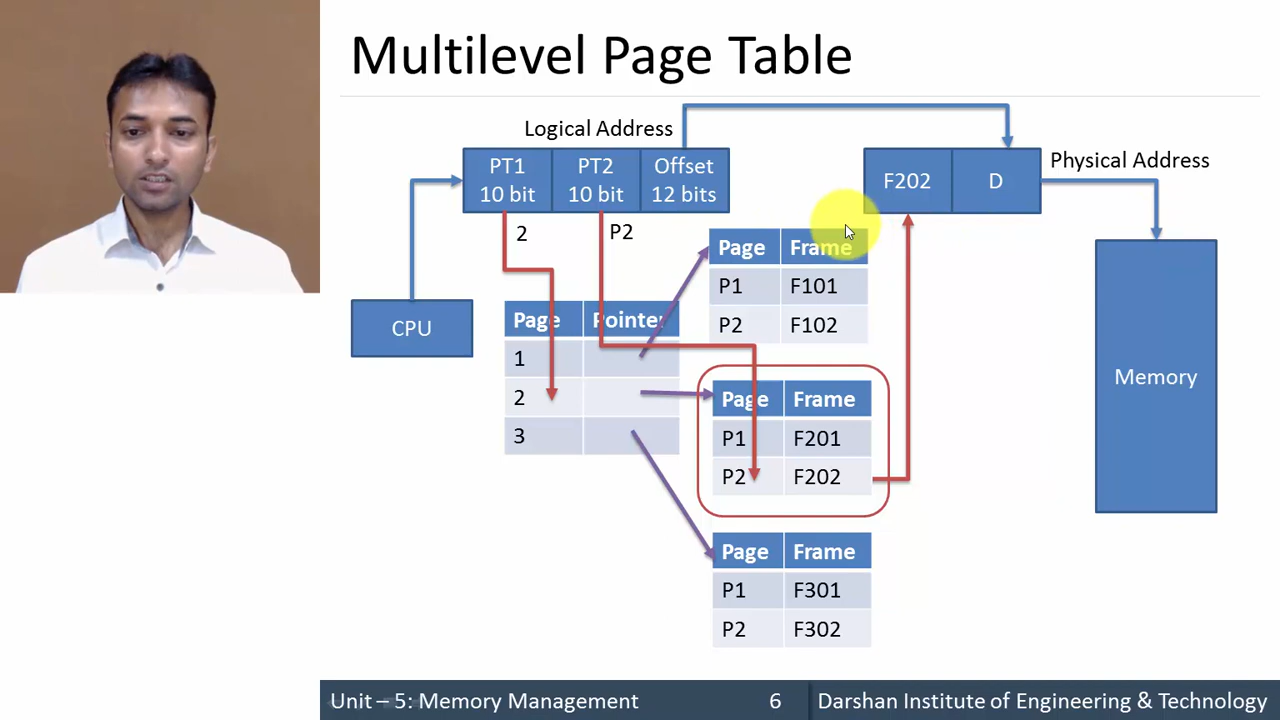 Multilevel Page Table
Logical Address
PT1 PT2 Offset
10 bit 10 bit 12 bits
2 P2
F202 D
Physical Address
CPU
Page Pointer
1
2
3
Page Frame
P1 F101
P2 F102
Page Frame
P1 F201
P2 F202
Page Frame
P1 F301
P2 F302
Memory
Unit – 5: Memory Management 6 Darshan Institute of Engineering & Technology